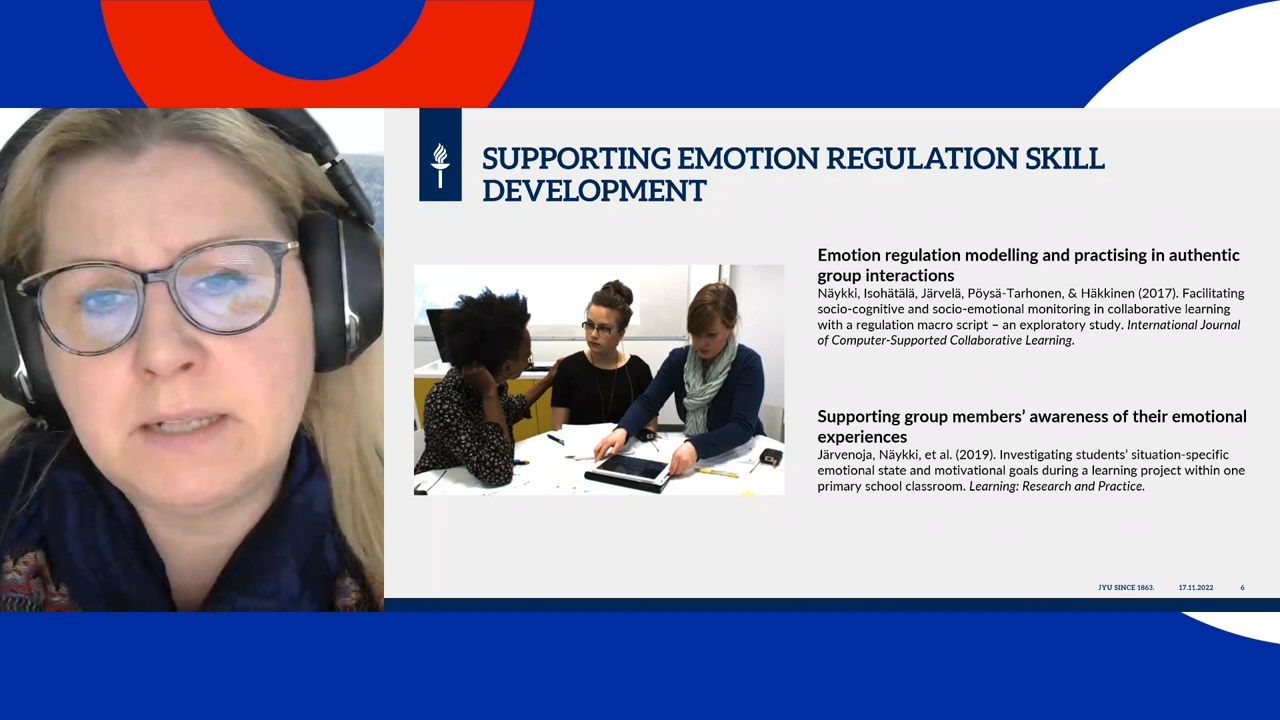 SUPPORTING EMOTION REGULATION SKILL
DEVELOPMENT
Emotion regulation modelling and practising in authentic
group interactions
Näykki, Isohätälä, Järvelä, Pöysä-Tarhonen, & Häkkinen (2017). Facilitating
socio-cognitive and socio-emotional monitoring in collaborative learning
with a regulation macro script – an exploratory study. International Journal
of Computer-Supported Collaborative Learning.
Supporting group members’ awareness of their emotional
experiences
Järvenoja, Näykki, et al. (2019). Investigating students’ situation-specific
emotional state and motivational goals during a learning project within one
primary school classroom. Learning: Research and Practice.
JYU SINCE 1863. 17.11.2022 6